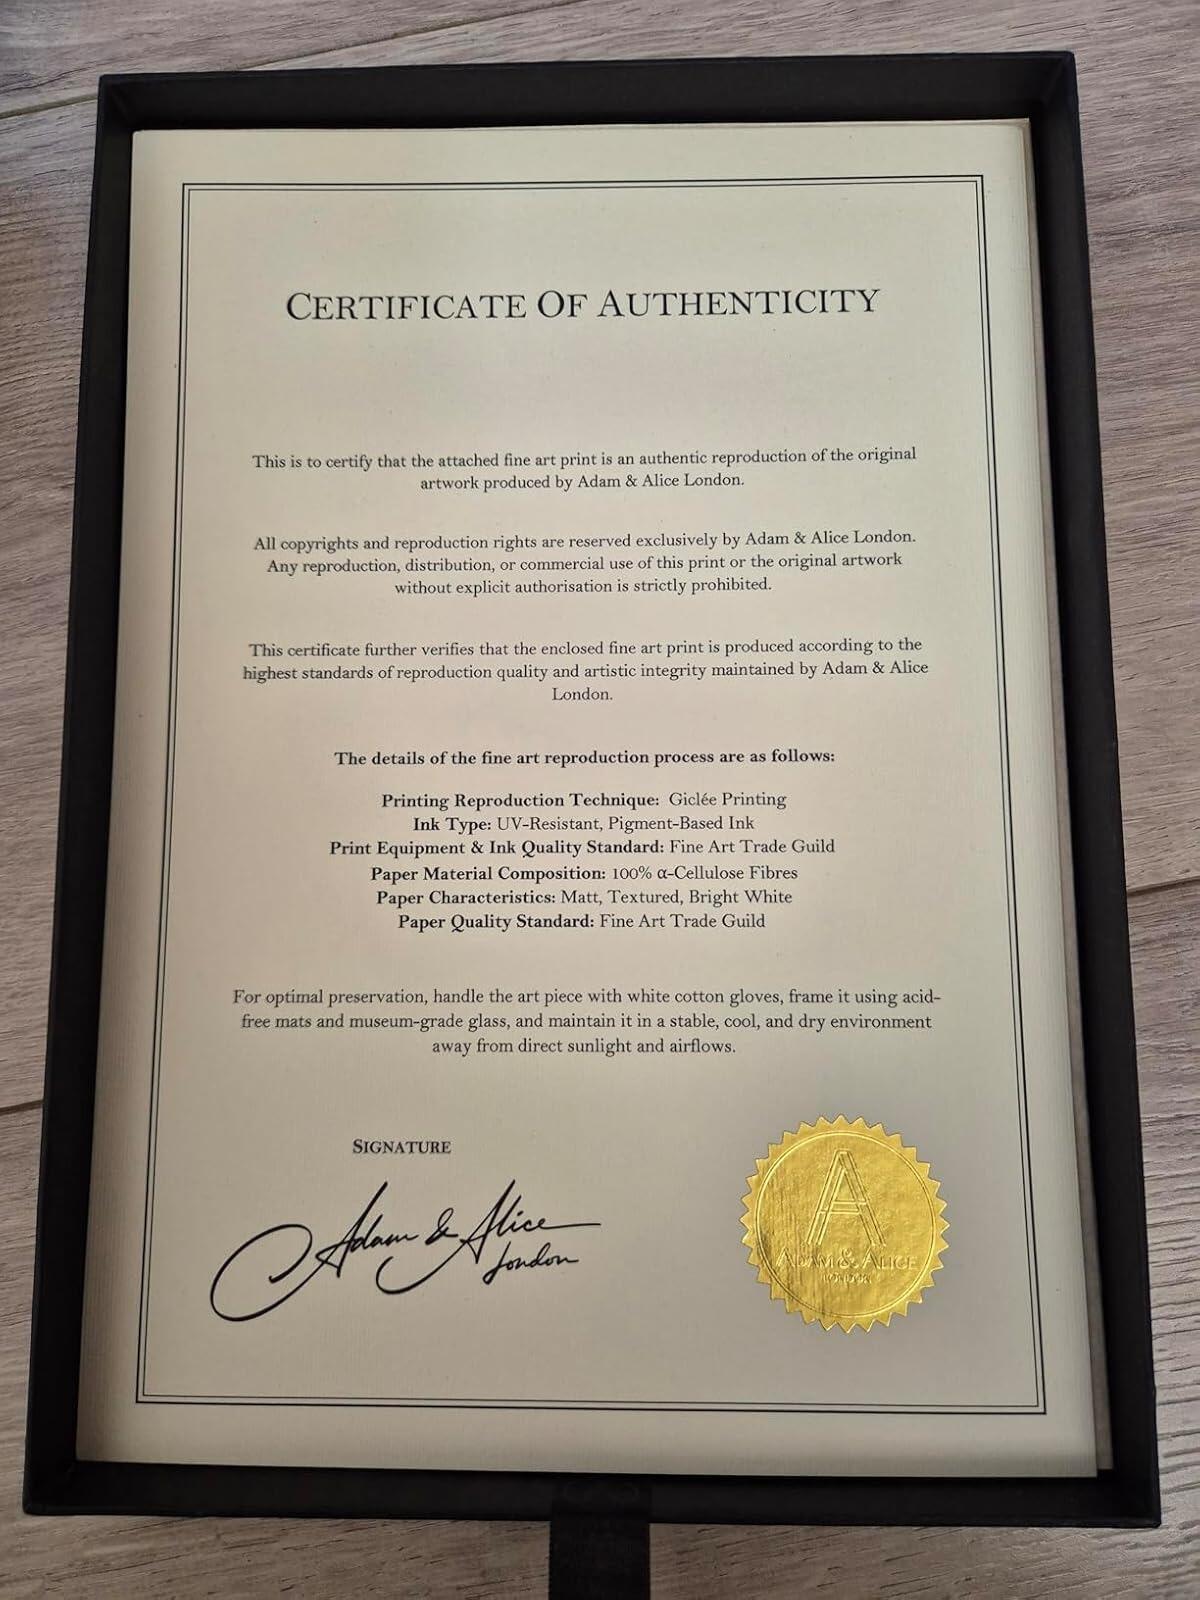 CERTIFICATE OF AUTHENTICITY
This is to certify that the attached fine art print is an authentic reproduction of the original
artwork produced by Adam & Alice London.
All copyrights and reproduction rights are reserved exclusively by Adam & Alice London.
Any reproduction, distribution, or commercial use of this print or the original artwork
without explicit authorisation is strictly prohibited.
This certificate further verifies that the enclosed fine art print is produced according to the
highest standards of reproduction quality and artistic integrity maintained by Adam & Alice
London.
The details of the fine art reproduction process are as follows:
Printing Reproduction Technique: Giclée Printing
Ink Type: UV-Resistant, Pigment-Based Ink
Print Equipment & Ink Quality Standard: Fine Art Trade Guild
Paper Material Composition: 100% α-Cellulose Fibres
Paper Characteristics: Matt, Textured, Bright White
Paper Quality Standard: Fine Art Trade Guild
For optimal preservation, handle the art piece with white cotton gloves, frame it using acid-
free mats and museum-grade glass, and maintain it in a stable, cool, and dry environment
away from direct sunlight and airflows.
SIGNATURE
Adam & Alice
London
A
ADAM & ALICE
LONDON